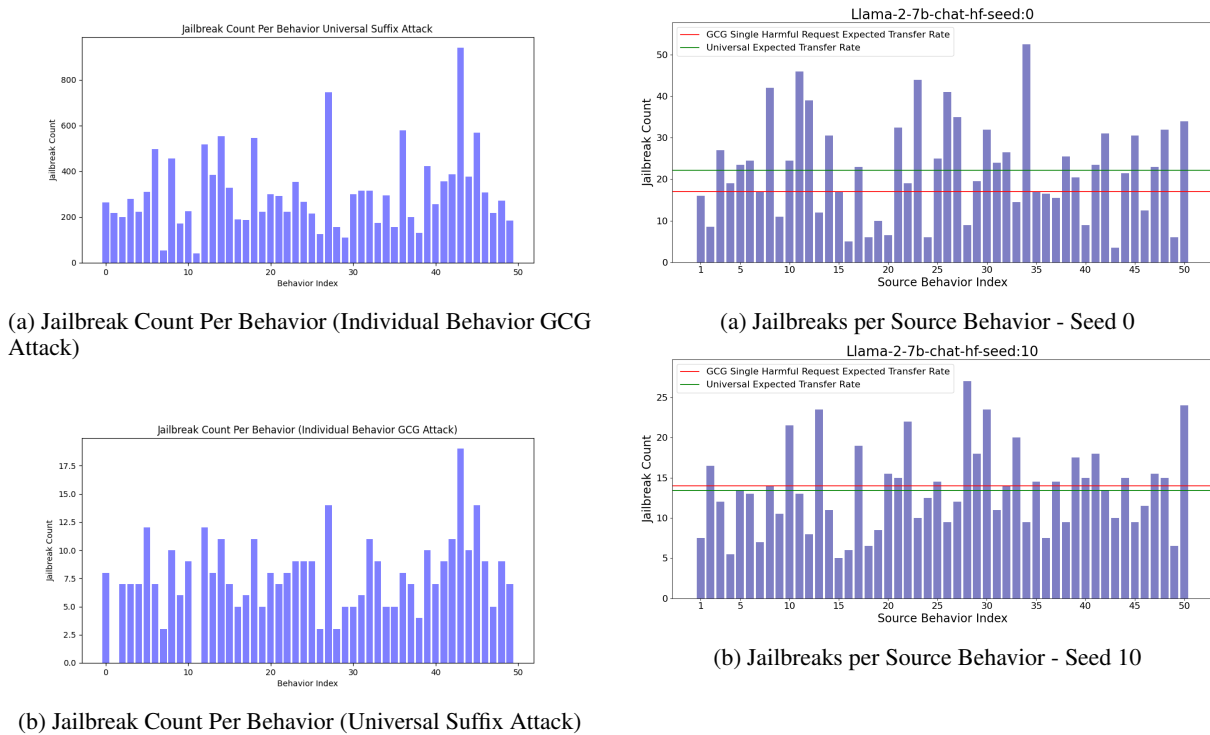 Jailbreak Count Per Behavior Universal Suffix Attack
Jailbreak Count
800
600
400
200
0
0 10 20 30 40 50
Behavior Index
(a) Jailbreak Count Per Behavior (Individual Behavior GCG
Attack)
Jailbreak Count Per Behavior (Individual Behavior GCG Attack)
Jailbreak Count
17.5
15.0
12.5
10.0
7.5
5.0
2.5
0.0
0 10 20 30 40 50
Behavior Index
(b) Jailbreak Count Per Behavior (Universal Suffix Attack)
Llama-2-7b-chat-hf-seed:0
GCG Single Harmful Request Expected Transfer Rate
Universal Expected Transfer Rate
Jailbreak Count
50
40
30
20
10
0
1 5 10 15 20 25 30 35 40 45 50
Source Behavior Index
(a) Jailbreaks per Source Behavior - Seed 0
Llama-2-7b-chat-hf-seed:10
GCG Single Harmful Request Expected Transfer Rate
Universal Expected Transfer Rate
Jailbreak Count
25
20
15
10
5
0
1 5 10 15 20 25 30 35 40 45 50
Source Behavior Index
(b) Jailbreaks per Source Behavior - Seed 10